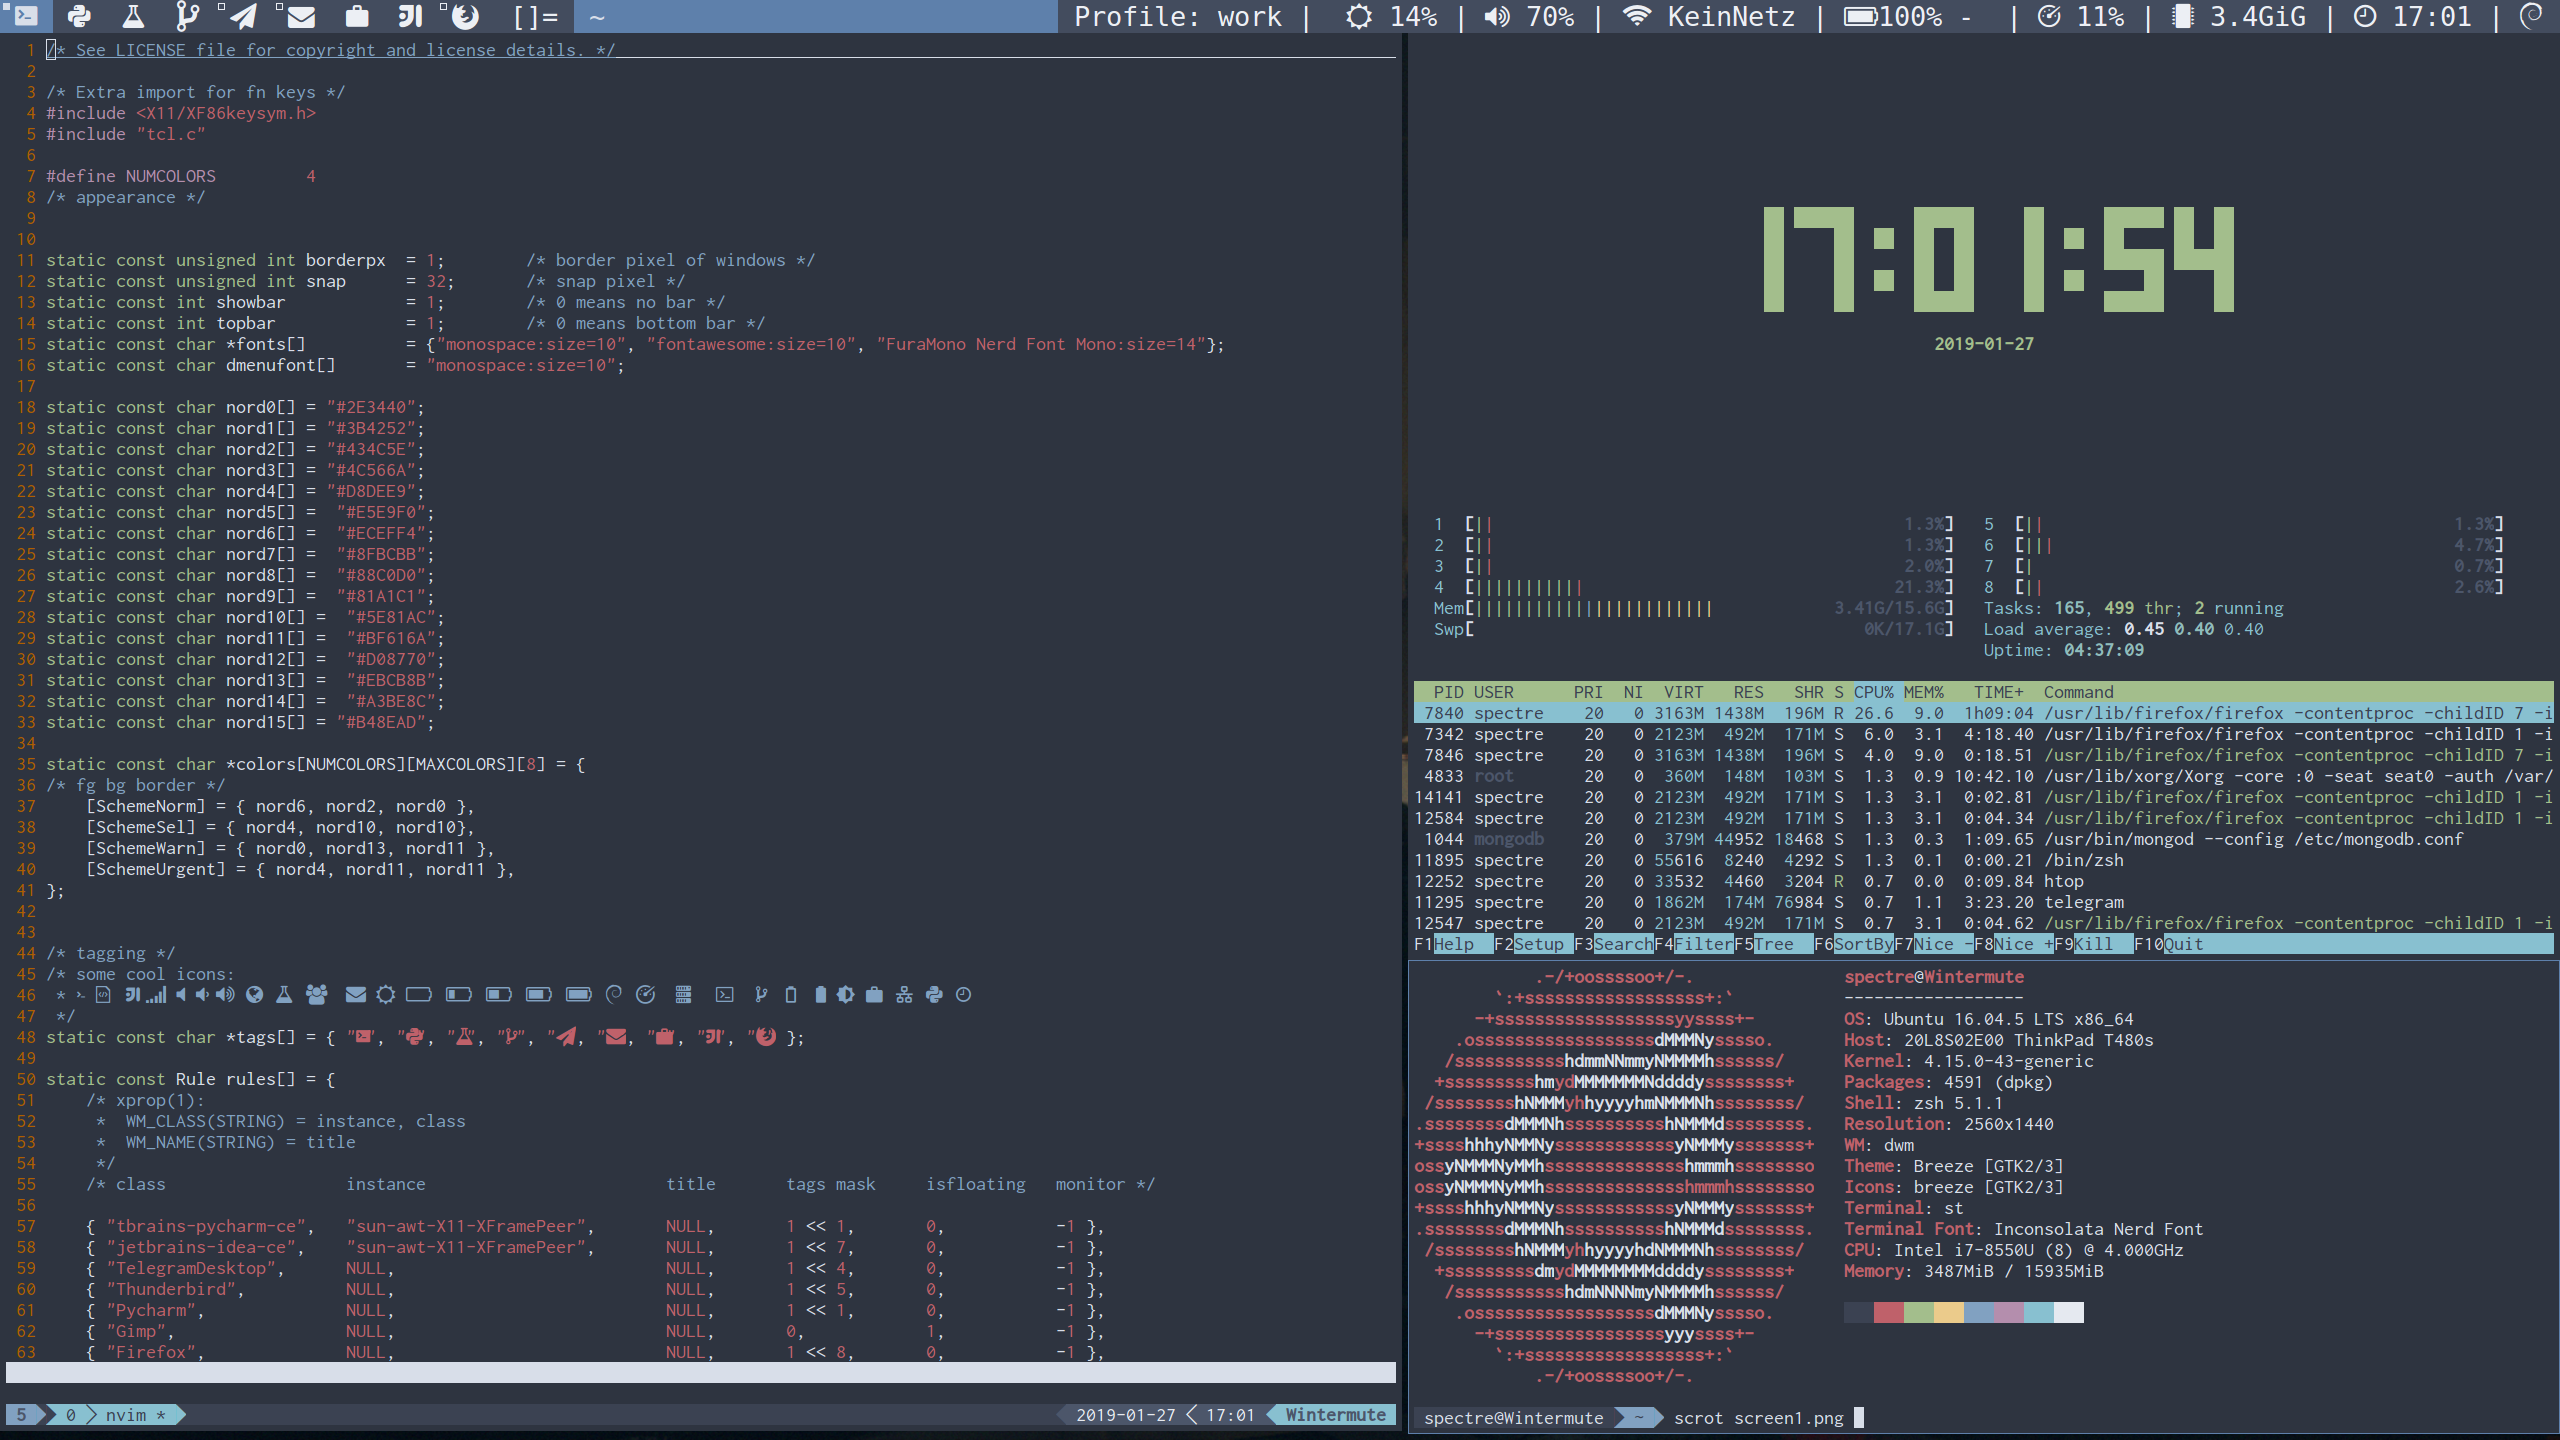 []= ~ Profile: work | 14% | 70% | KeinNetz | 100% - | 11% | 3.4GiG | 17:01 |
1 /* See LICENSE file for copyright and license details. */
2
3 /* Extra import for fn keys */
4 #include <X11/XF86keysym.h>
5 #include "tcl.c"
6
7 #define NUMCOLORS         4
8 /* appearance */
9
10
11 static const unsigned int borderpx  = 1;        /* border pixel of windows */
12 static const unsigned int snap      = 32;       /* snap pixel */
13 static const int showbar            = 1;        /* 0 means no bar */
14 static const int topbar             = 1;        /* 0 means bottom bar */
15 static const char *fonts[]          = {"monospace:size=10", "fontawesome:size=10", "FuraMono Nerd Font Mono:size=14"};
16 static const char dmenufont[]       = "monospace:size=10";
17
18 static const char nord0[] = "#2E3440";
19 static const char nord1[] = "#3B4252";
20 static const char nord2[] = "#434C5E";
21 static const char nord3[] = "#4C566A";
22 static const char nord4[] = "#D8DEE9";
23 static const char nord5[] =  "#E5E9F0";
24 static const char nord6[] =  "#ECEFF4";
25 static const char nord7[] =  "#8FBCBB";
26 static const char nord8[] =  "#88C0D0";
27 static const char nord9[] =  "#81A1C1";
28 static const char nord10[] =  "#5E81AC";
29 static const char nord11[] =  "#BF616A";
30 static const char nord12[] =  "#D08770";
31 static const char nord13[] =  "#EBCB8B";
32 static const char nord14[] =  "#A3BE8C";
33 static const char nord15[] = "#B48EAD";
34
35 static const char *colors[NUMCOLORS][MAXCOLORS][8] = {
36 /* fg bg border */
37     [SchemeNorm] = { nord6, nord2, nord0 },
38     [SchemeSel] = { nord4, nord10, nord10},
39     [SchemeWarn] = { nord0, nord13, nord11 },
40     [SchemeUrgent] = { nord4, nord11, nord11 },
41 };
42
43
44 /* tagging */
45 /* some cool icons:
46  *
47  */
48 static const char *tags[] = { "", "", "", "", "", "", "", "", "" };
49
50 static const Rule rules[] = {
51     /* xprop(1):
52      *  WM_CLASS(STRING) = instance, class
53      *  WM_NAME(STRING) = title
54      */
55     /* class                  instance                        title       tags mask     isfloating   monitor */
56
57     { "tbrains-pycharm-ce",   "sun-awt-X11-XFramePeer",       NULL,       1 << 1,       0,           -1 },
58     { "jetbrains-idea-ce",    "sun-awt-X11-XFramePeer",       NULL,       1 << 7,       0,           -1 },
59     { "TelegramDesktop",      NULL,                           NULL,       1 << 4,       0,           -1 },
60     { "Thunderbird",          NULL,                           NULL,       1 << 5,       0,           -1 },
61     { "Pycharm",              NULL,                           NULL,       1 << 1,       0,           -1 },
62     { "Gimp",                 NULL,                           NULL,       0,            1,           -1 },
63     { "Firefox",              NULL,                           NULL,       1 << 8,       0,           -1 },
5 0 nvim * 2019-01-27 17:01 Wintermute
17:01:54
2019-01-27
1 [|| 1.3%] 5 [|| 1.3%]
2 [|| 1.3%] 6 [||| 4.7%]
3 [|| 2.0%] 7 [| 0.7%]
4 [||||||||||| 21.3%] 8 [|| 2.6%]
Mem[|||||||||||||||||||||||| 3.41G/15.6G] Tasks: 165, 499 thr; 2 running
Swp[ 0K/17.1G] Load average: 0.45 0.40 0.40
Uptime: 04:37:09
PID USER PRI NI VIRT RES SHR S CPU% MEM% TIME+ Command
7840 spectre 20 0 3163M 1438M 196M R 26.6 9.0 1h09:04 /usr/lib/firefox/firefox -contentproc -childID 7 -i
7342 spectre 20 0 2123M 492M 171M S 6.0 3.1 4:18.40 /usr/lib/firefox/firefox -contentproc -childID 1 -i
7846 spectre 20 0 3163M 1438M 196M S 4.0 9.0 0:18.51 /usr/lib/firefox/firefox -contentproc -childID 7 -i
4833 root 20 0 360M 148M 103M S 1.3 0.9 10:42.10 /usr/lib/xorg/Xorg -core :0 -seat seat0 -auth /var/
14141 spectre 20 0 2123M 492M 171M S 1.3 3.1 0:02.81 /usr/lib/firefox/firefox -contentproc -childID 1 -i
12584 spectre 20 0 2123M 492M 171M S 1.3 3.1 0:04.34 /usr/lib/firefox/firefox -contentproc -childID 1 -i
1044 mongodb 20 0 379M 44952 18468 S 1.3 0.3 1:09.65 /usr/bin/mongod --config /etc/mongodb.conf
11895 spectre 20 0 55616 8240 4292 S 1.3 0.1 0:00.21 /bin/zsh
12252 spectre 20 0 33532 4460 3204 R 0.7 0.0 0:09.84 htop
11295 spectre 20 0 1862M 174M 76984 S 0.7 1.1 3:23.20 telegram
12547 spectre 20 0 2123M 492M 171M S 0.7 3.1 0:04.62 /usr/lib/firefox/firefox -contentproc -childID 1 -i
F1Help F2Setup F3SearchF4FilterF5Tree F6SortByF7Nice -F8Nice +F9Kill F10Quit
.-/+oossssoo+/-.
`:+ssssssssssssssssss+:`
-+ssssssssssssssssssyyssss+-
.ossssssssssssssssssdMMMNysssso.
/ssssssssssshdmmNNmmyNMMMMhssssss/
+ssssssssshmydMMMMMMMNddddyssssssss+
/sssssssshNMMMyhhyyyyhmNMMMNhssssssss/
.ssssssssdMMMNhsssssssssshNMMMdssssssss.
+sssshhhyNMMNyssssssssssssyNMMMysssssss+
ossyNMMMNyMMhsssssssssssssshmmmhssssssso
ossyNMMMNyMMhsssssssssssssshmmmhssssssso
+sssshhhyNMMNyssssssssssssyNMMMysssssss+
.ssssssssdMMMNhsssssssssshNMMMdssssssss.
/sssssssshNMMMyhhyyyyhdNMMMNhssssssss/
+sssssssssdmydMMMMMMMMddddyssssssss+
/ssssssssssshdmNNNNmyNMMMMhssssss/
.ossssssssssssssssssdMMMNysssso.
-+sssssssssssssssssyyyssss+-
`:+ssssssssssssssssss+:`
.-/+oossssoo+/-.
spectre@Wintermute
------------------
OS: Ubuntu 16.04.5 LTS x86_64
Host: 20L8S02E00 ThinkPad T480s
Kernel: 4.15.0-43-generic
Packages: 4591 (dpkg)
Shell: zsh 5.1.1
Resolution: 2560x1440
WM: dwm
Theme: Breeze [GTK2/3]
Icons: breeze [GTK2/3]
Terminal: st
Terminal Font: Inconsolata Nerd Font
CPU: Intel i7-8550U (8) @ 4.000GHz
Memory: 3487MiB / 15935MiB
spectre@Wintermute ~ scrot screen1.png